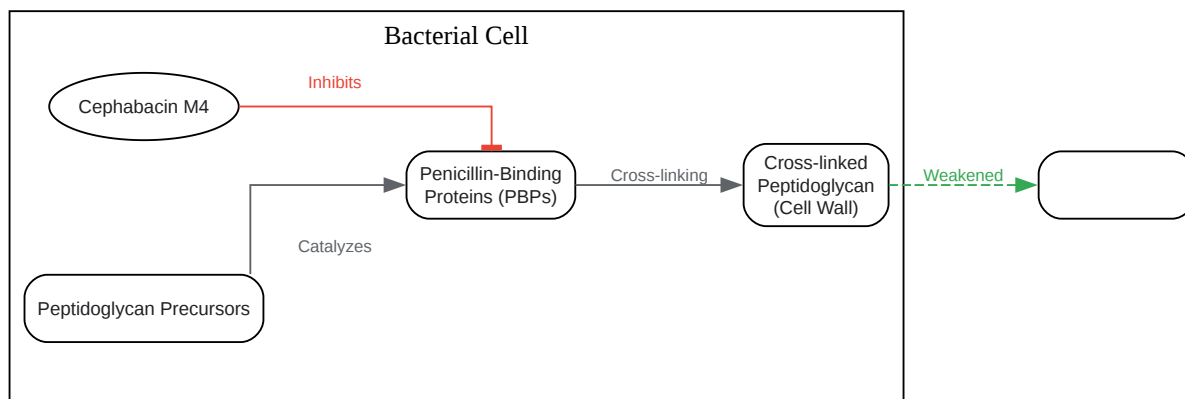 Bacterial Cell
Inhibits
Cephabacin M4
Penicillin-Binding
Proteins (PBPs)
Cross-linking
Cross-linked
Peptidoglycan
(Cell Wall)
Weakened
Catalyzes
Peptidoglycan Precursors